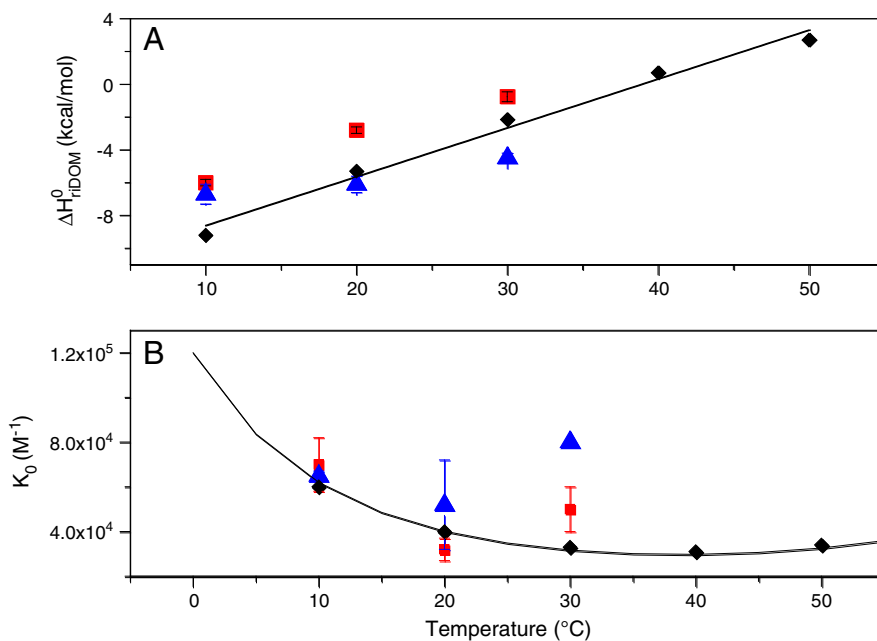 A
4
0
-4
-8
ΔH⁰riDOM (kcal/mol)
10 20 30 40 50
B
1.2x10⁵
8.0x10⁴
4.0x10⁴
K₀ (M⁻¹)
0 10 20 30 40 50
Temperature (°C)